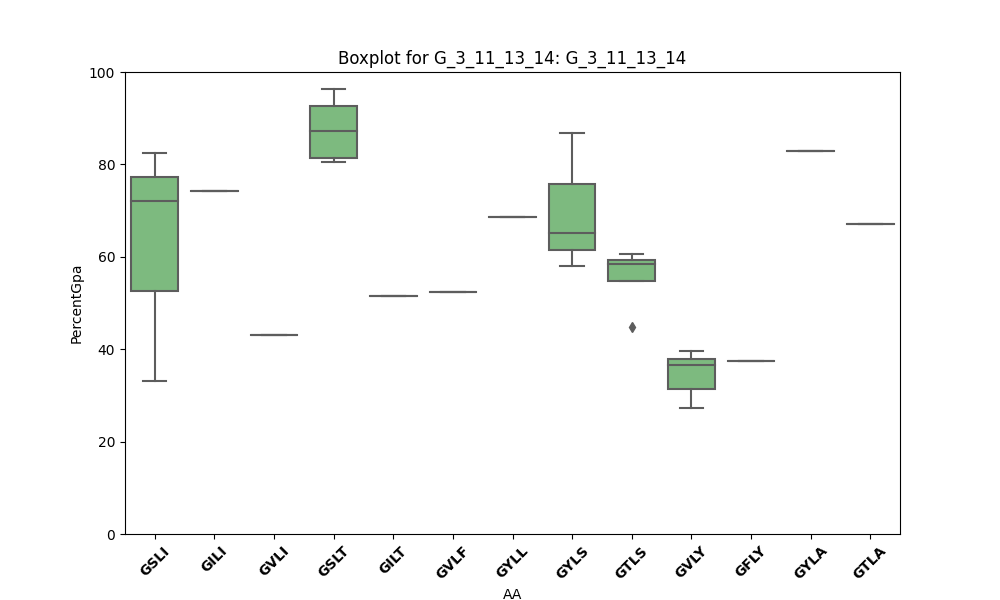 Boxplot for G_3_11_13_14: G_3_11_13_14
100
80
60
40
20
0
PercentGpa
GSLI GILI GVLI GSLT GILT GVLF GYLL GYLS GTLS GVLY GFLY GYLA GTLA
AA